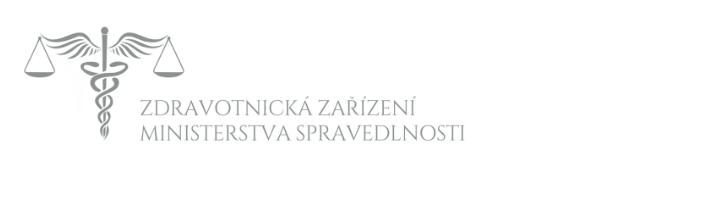 ZDRAVOTNICKÁ ZAŘÍZENÍ
MINISTERSTVA SPRAVEDLNOSTI